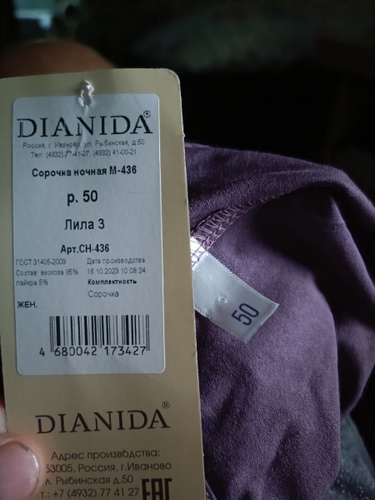 DIANIDA®
Россия, г. Иваново, ул. Рыбинская, д.50
Тел. (4932) 77-41-27, (4932) 41-00-21
Сорочка ночная М-436
р. 50
Лила 3
Арт.СН-436
ГОСТ 31405-2009
Дата производства
Состав: вискоза 95%
16.10.2023 10:08:34
лайкра 5%
Комплектность
Сорочка
ЖЕН.
4 680042 173427
50
DIANIDA®
Адрес производства:
53005, Россия, г.Иваново
л. Рыбинская д.50
т.: +7 (4932) 77 41 27
EAC